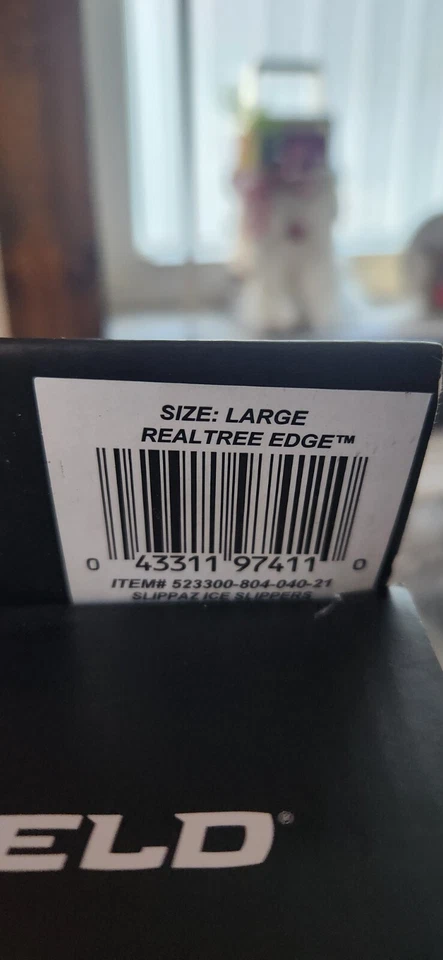 SIZE: LARGE
REALTREE EDGE™
0 43311 97411 0
ITEM# 523300-804-040-21
SLIPPAZ ICE SLIPPERS
ELD®